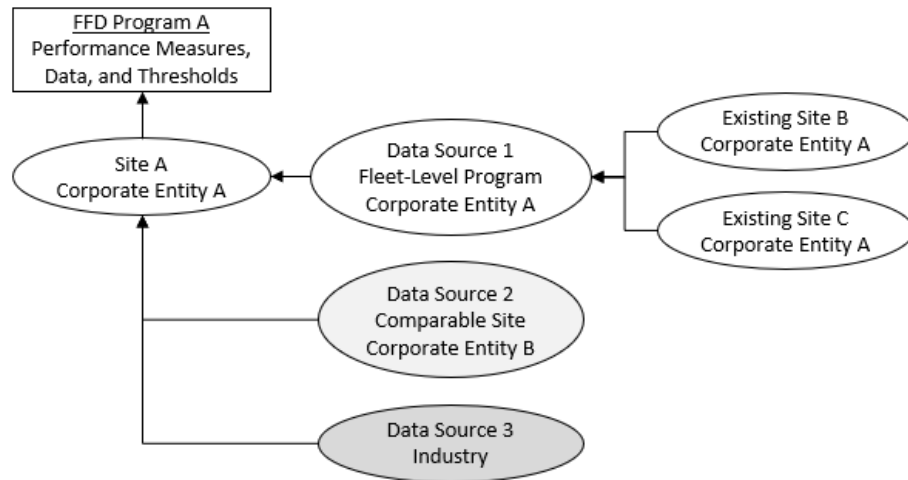 FFD Program A
Performance Measures,
Data, and Thresholds
Site A
Corporate Entity A
Data Source 1
Fleet-Level Program
Corporate Entity A
Existing Site B
Corporate Entity A
Existing Site C
Corporate Entity A
Data Source 2
Comparable Site
Corporate Entity B
Data Source 3
Industry